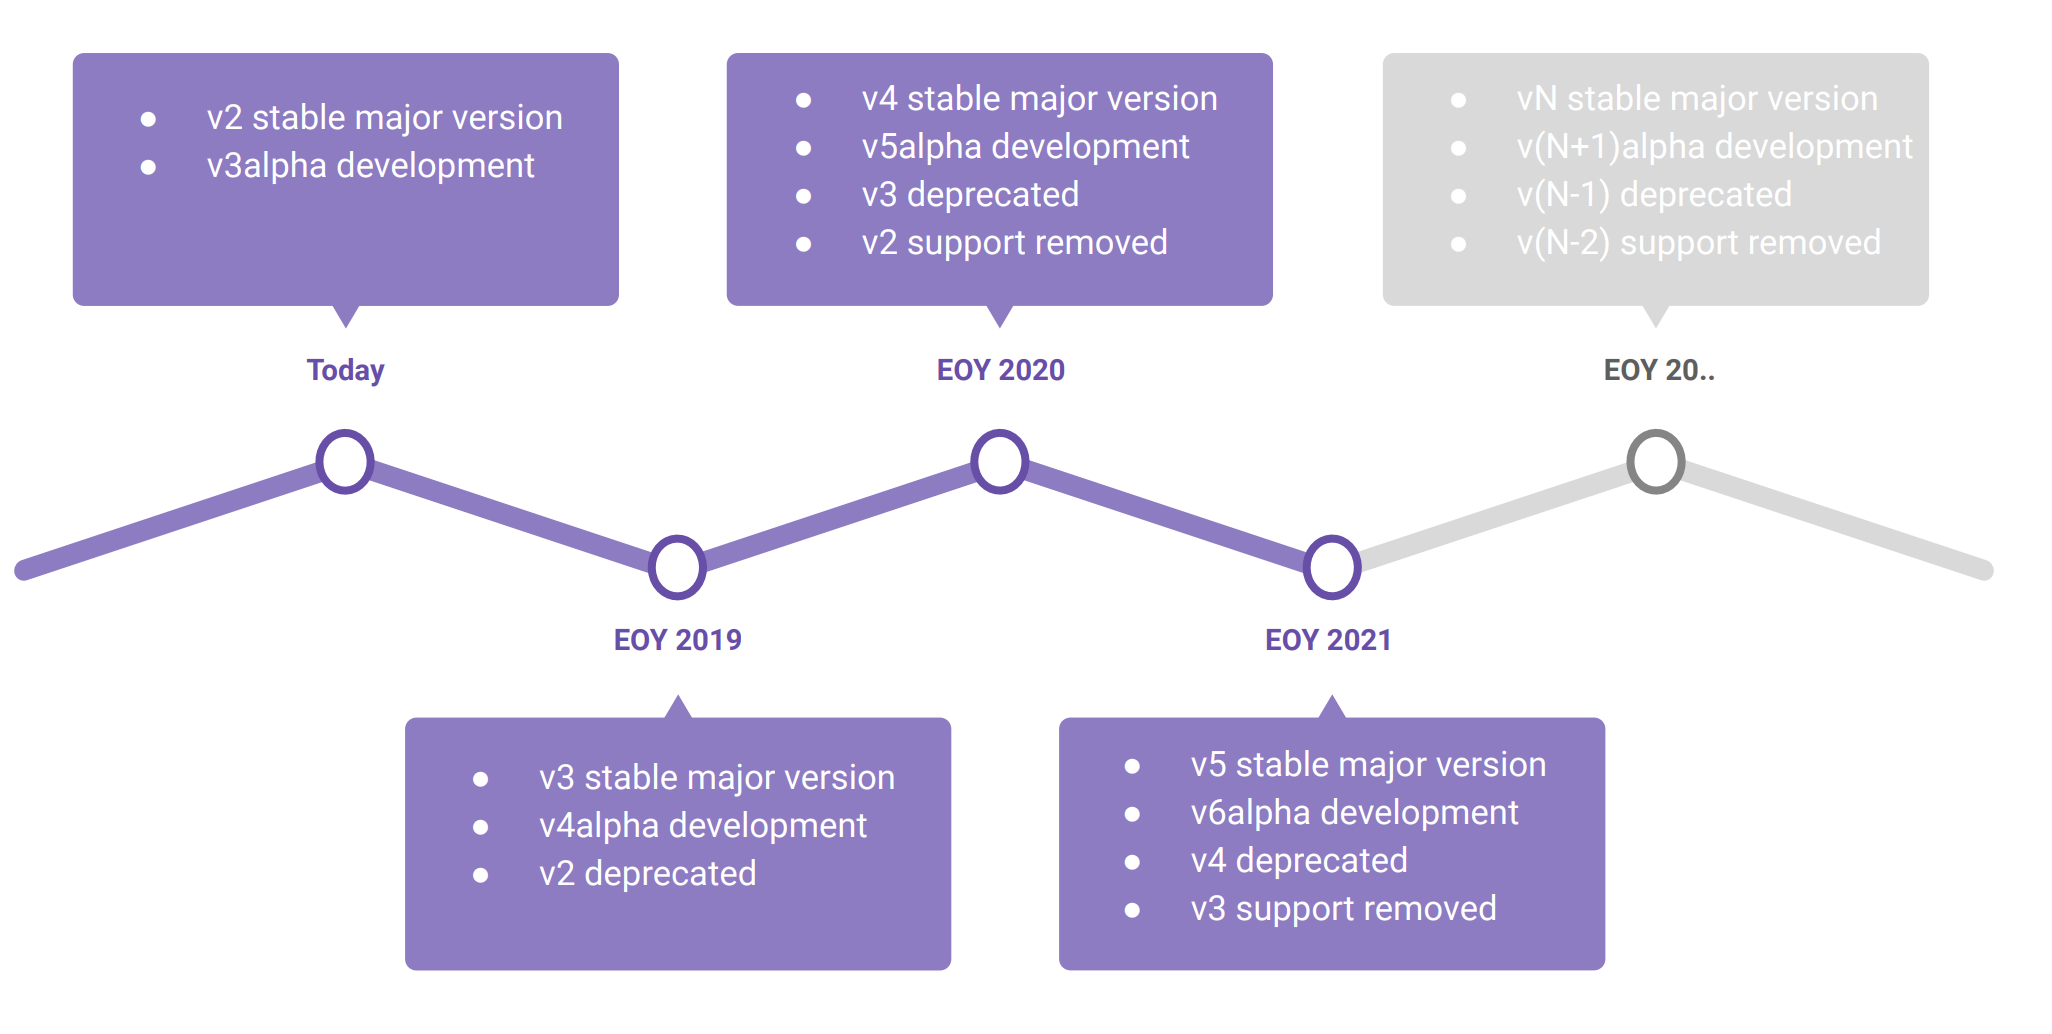 ● v2 stable major version
● v3alpha development
Today
● v3 stable major version
● v4alpha development
● v2 deprecated
EOY 2019
● v4 stable major version
● v5alpha development
● v3 deprecated
● v2 support removed
EOY 2020
● v5 stable major version
● v6alpha development
● v4 deprecated
● v3 support removed
EOY 2021
● vN stable major version
● v(N+1)alpha development
● v(N-1) deprecated
● v(N-2) support removed
EOY 20..